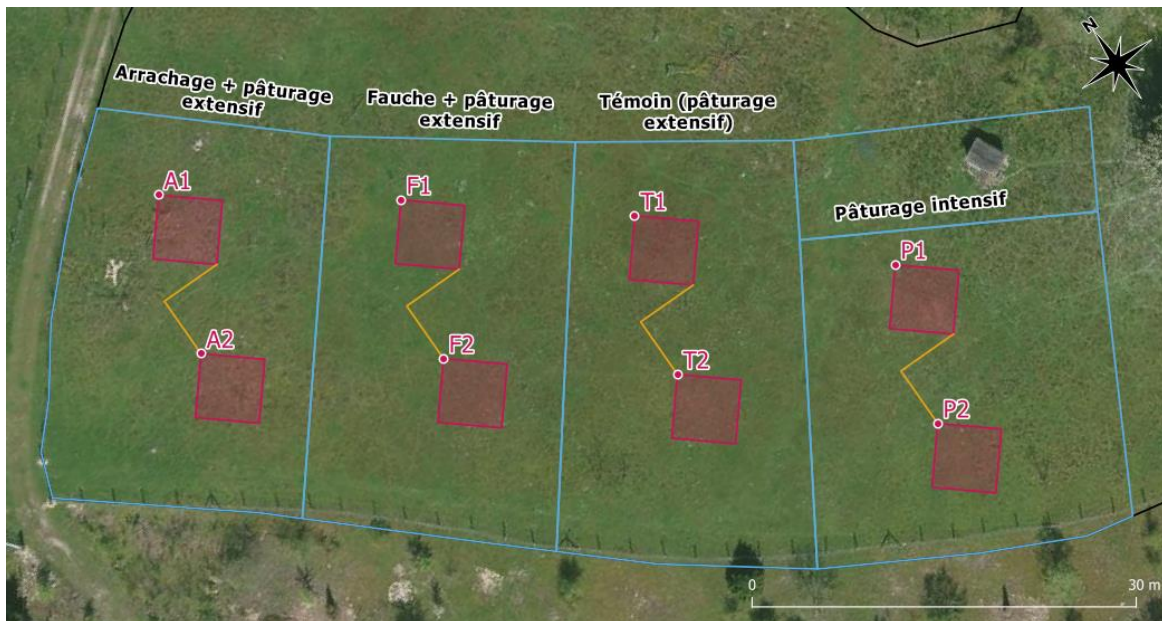 N
Arrachage + pâturage
extensif
Fauche + pâturage
extensif
Témoin (pâturage
extensif)
Pâturage intensif
A1
F1
T1
P1
A2
F2
T2
P2
0
30 m